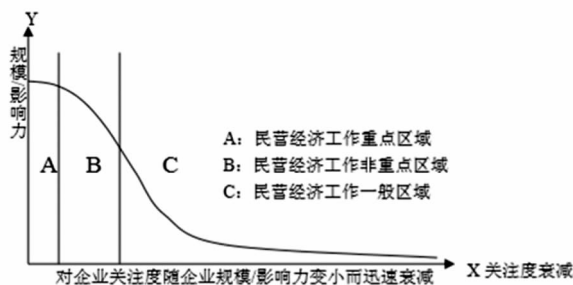 Y
规模/影响力
A
B
C
A：民营经济工作重点区域
B：民营经济工作非重点区域
C：民营经济工作一般区域
X 关注度衰减
对企业关注度随企业规模/影响力变小而迅速衰减